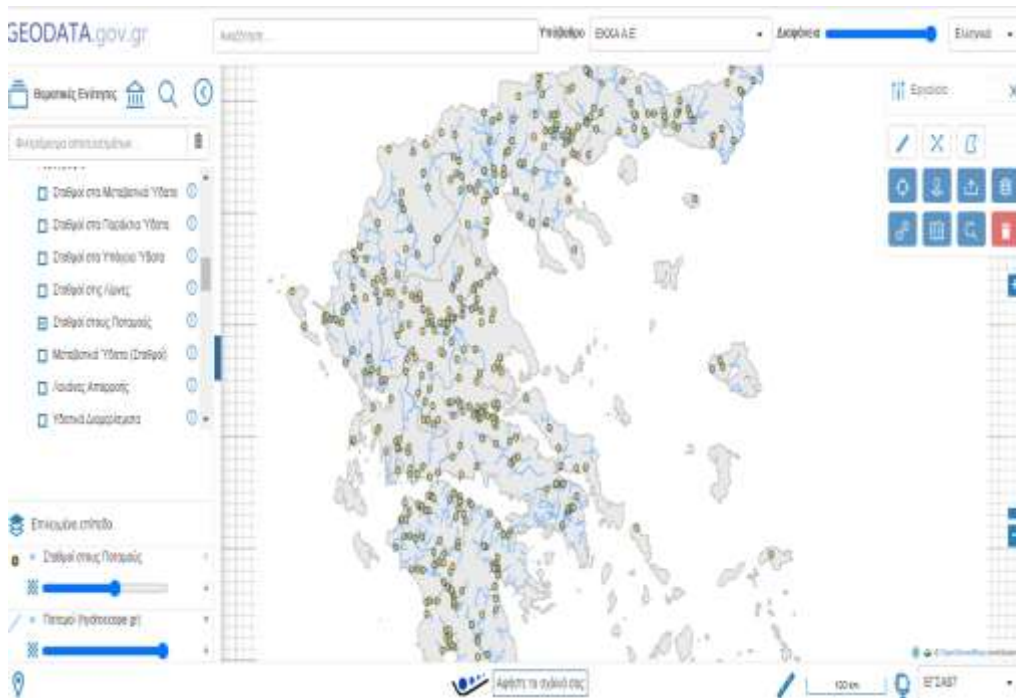 GEODATA.gov.gr
Αναζήτηση ...
Υπόβαθρο
ΕΚΧΑ Α.Ε.
Διαφάνεια
Ελληνικά
Θεματικές Ενότητες
Εργαλεία
Φιλτράρισμα αποτελεσμάτων
Σταθμοί στα Μεταβατικά Ύδατα
Σταθμοί στα Παράκτια Ύδατα
Σταθμοί στα Υπόγεια Ύδατα
Σταθμοί στις Λίμνες
Σταθμοί στους Ποταμούς
Μεταβατικά Ύδατα (Σταθμοί)
Λεκάνες Απορροής
Υδατικά Διαμερίσματα
Επιλεγμένα επίπεδα
Σταθμοί στους Ποταμούς
Ποταμοί (hydroscope.gr)
© OpenStreetMap contributors
Αφήστε το σχόλιό σας
100 km
ΕΓΣΑ87